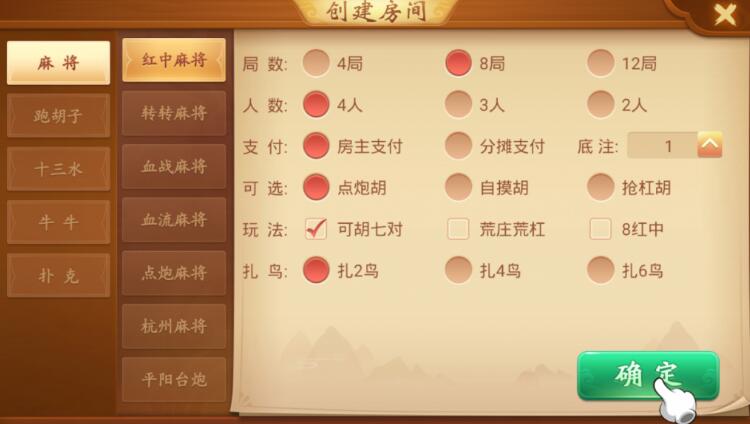 创建房间
麻将
跑胡子
十三水
牛牛
扑克
红中麻将
转转麻将
血战麻将
血流麻将
点炮麻将
杭州麻将
平阳台炮
局数: 4局 8局 12局
人数: 4人 3人 2人
支付: 房主支付 分摊支付 底注: 1
可选: 点炮胡 自摸胡 抢杠胡
玩法: 可胡七对 荒庄荒杠 8红中
扎鸟: 扎2鸟 扎4鸟 扎6鸟
确定